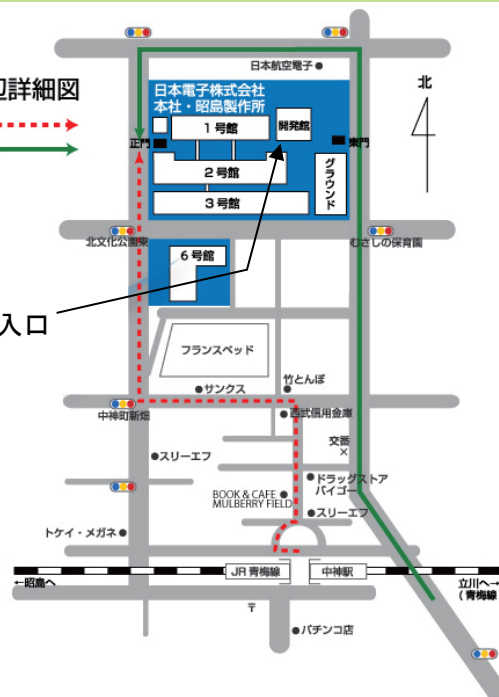 日本航空電子
辺詳細図
北
日本電子株式会社
本社・昭島製作所
1号館
開発館
正門
東門
2号館
グラウンド
3号館
北文化公園東
むさしの保育園
6号館
入口
フランスベッド
サンクス
竹とんぼ
中神町新畑
西武信用金庫
交番
×
スリーエフ
ドラッグストア
バイゴー
BOOK & CAFE
MULBERRY FIELD
スリーエフ
トケイ・メガネ
JR 青梅線
中神駅
←昭島へ
立川へ→
(青梅線
〒
パチンコ店